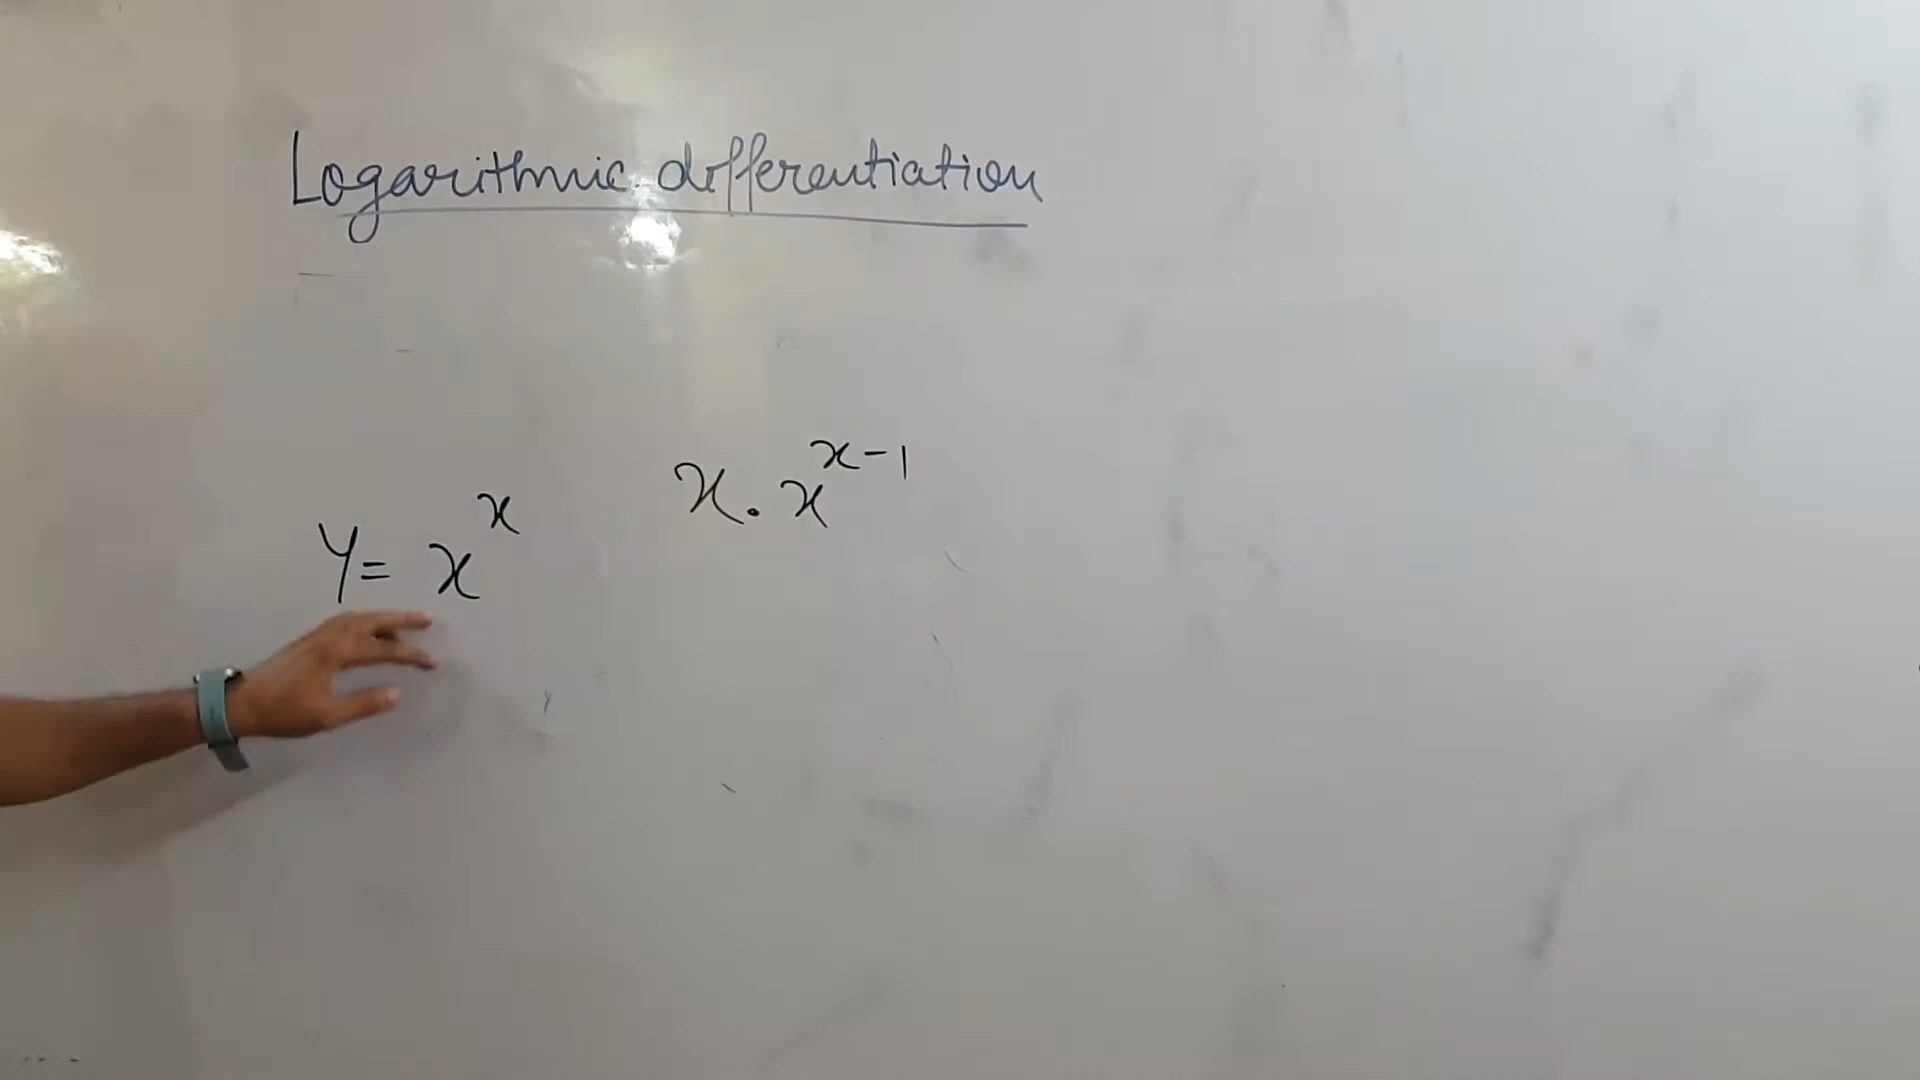 Logarithmic differentiation
x . x^{x-1}
Y = x^x